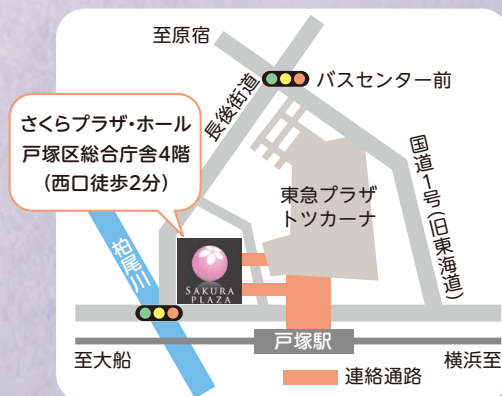 至原宿
バスセンター前
長後街道
さくらプラザ・ホール
戸塚区総合庁舎4階
(西口徒歩2分)
国道1号(旧東海道)
東急プラザ
トツカーナ
柏尾川
SAKURA
PLAZA
戸塚駅
至大船
横浜至
連絡通路